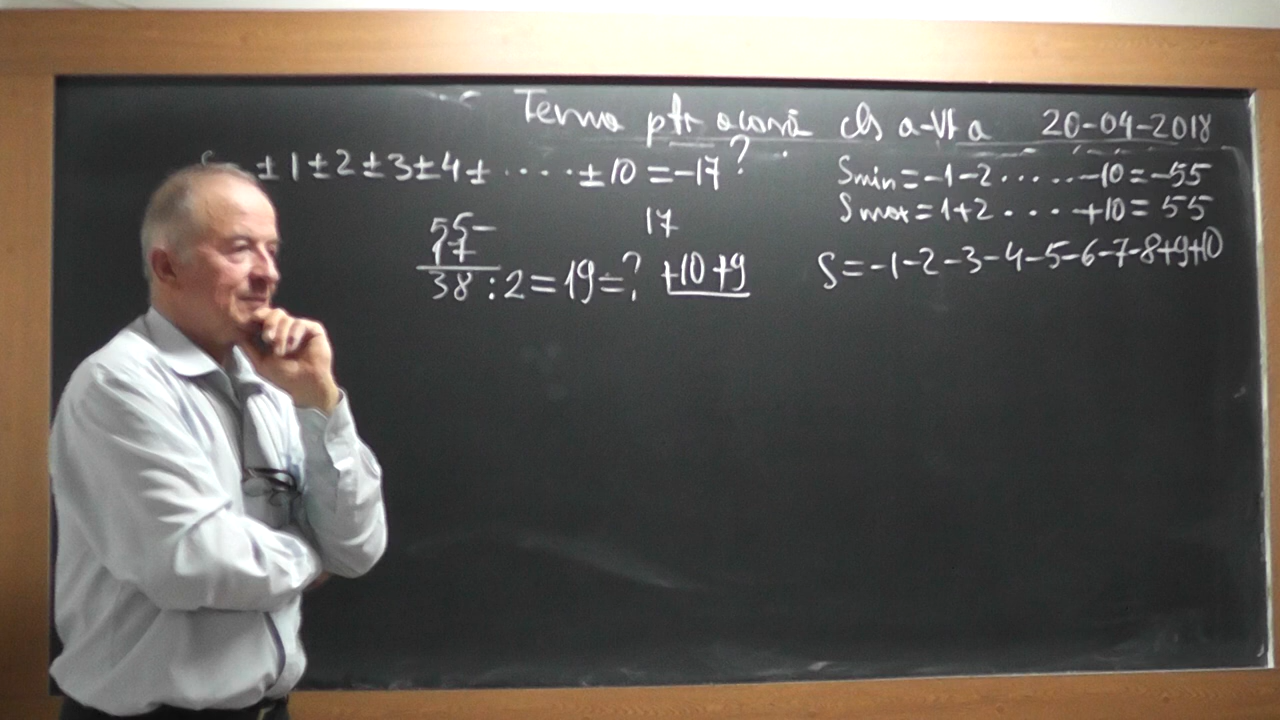 Tema ptr acasă cls a-VI a 20-04-2018
± 1 ± 2 ± 3 ± 4 ± ..... ± 10 = -17 ?
Smin = -1-2.......-10 = -55
Smax = 1+2.....+10 = 55
55-
17
38 : 2 = 19 = ?
17
+10+9
S = -1-2-3-4-5-6-7-8+9+10